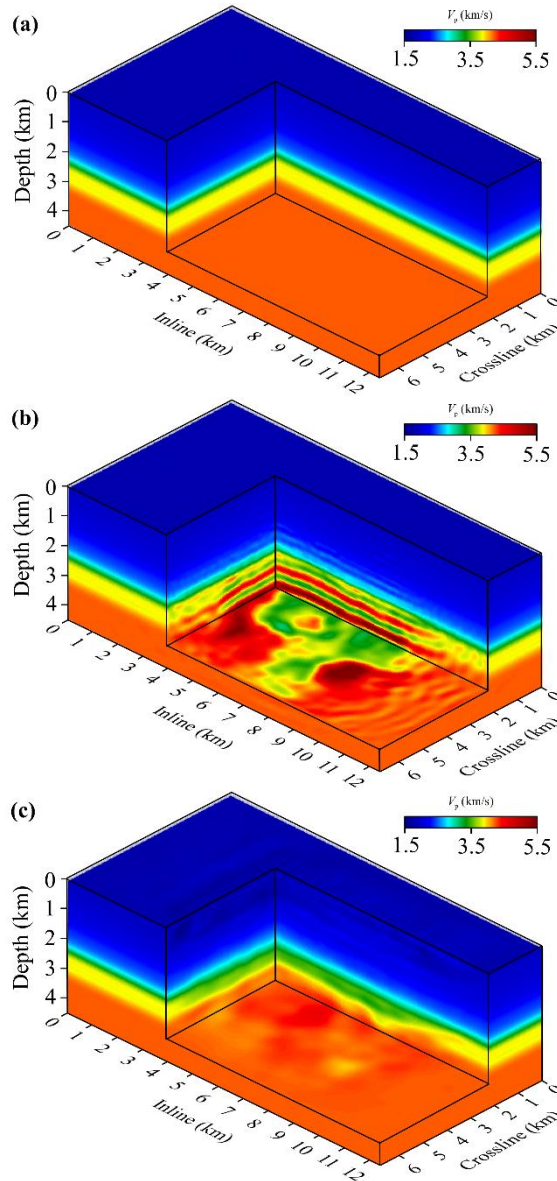 (a)
Vp (km/s)
1.5 3.5 5.5
Depth (km)
0
1
2
3
4
0 1 2 3 4 5 6 7 8 9 10 11 12
Inline (km)
6 5 4 3 2 1 0
Crossline (km)
(b)
Vp (km/s)
1.5 3.5 5.5
Depth (km)
0
1
2
3
4
0 1 2 3 4 5 6 7 8 9 10 11 12
Inline (km)
6 5 4 3 2 1 0
Crossline (km)
(c)
Vp (km/s)
1.5 3.5 5.5
Depth (km)
0
1
2
3
4
0 1 2 3 4 5 6 7 8 9 10 11 12
Inline (km)
6 5 4 3 2 1 0
Crossline (km)